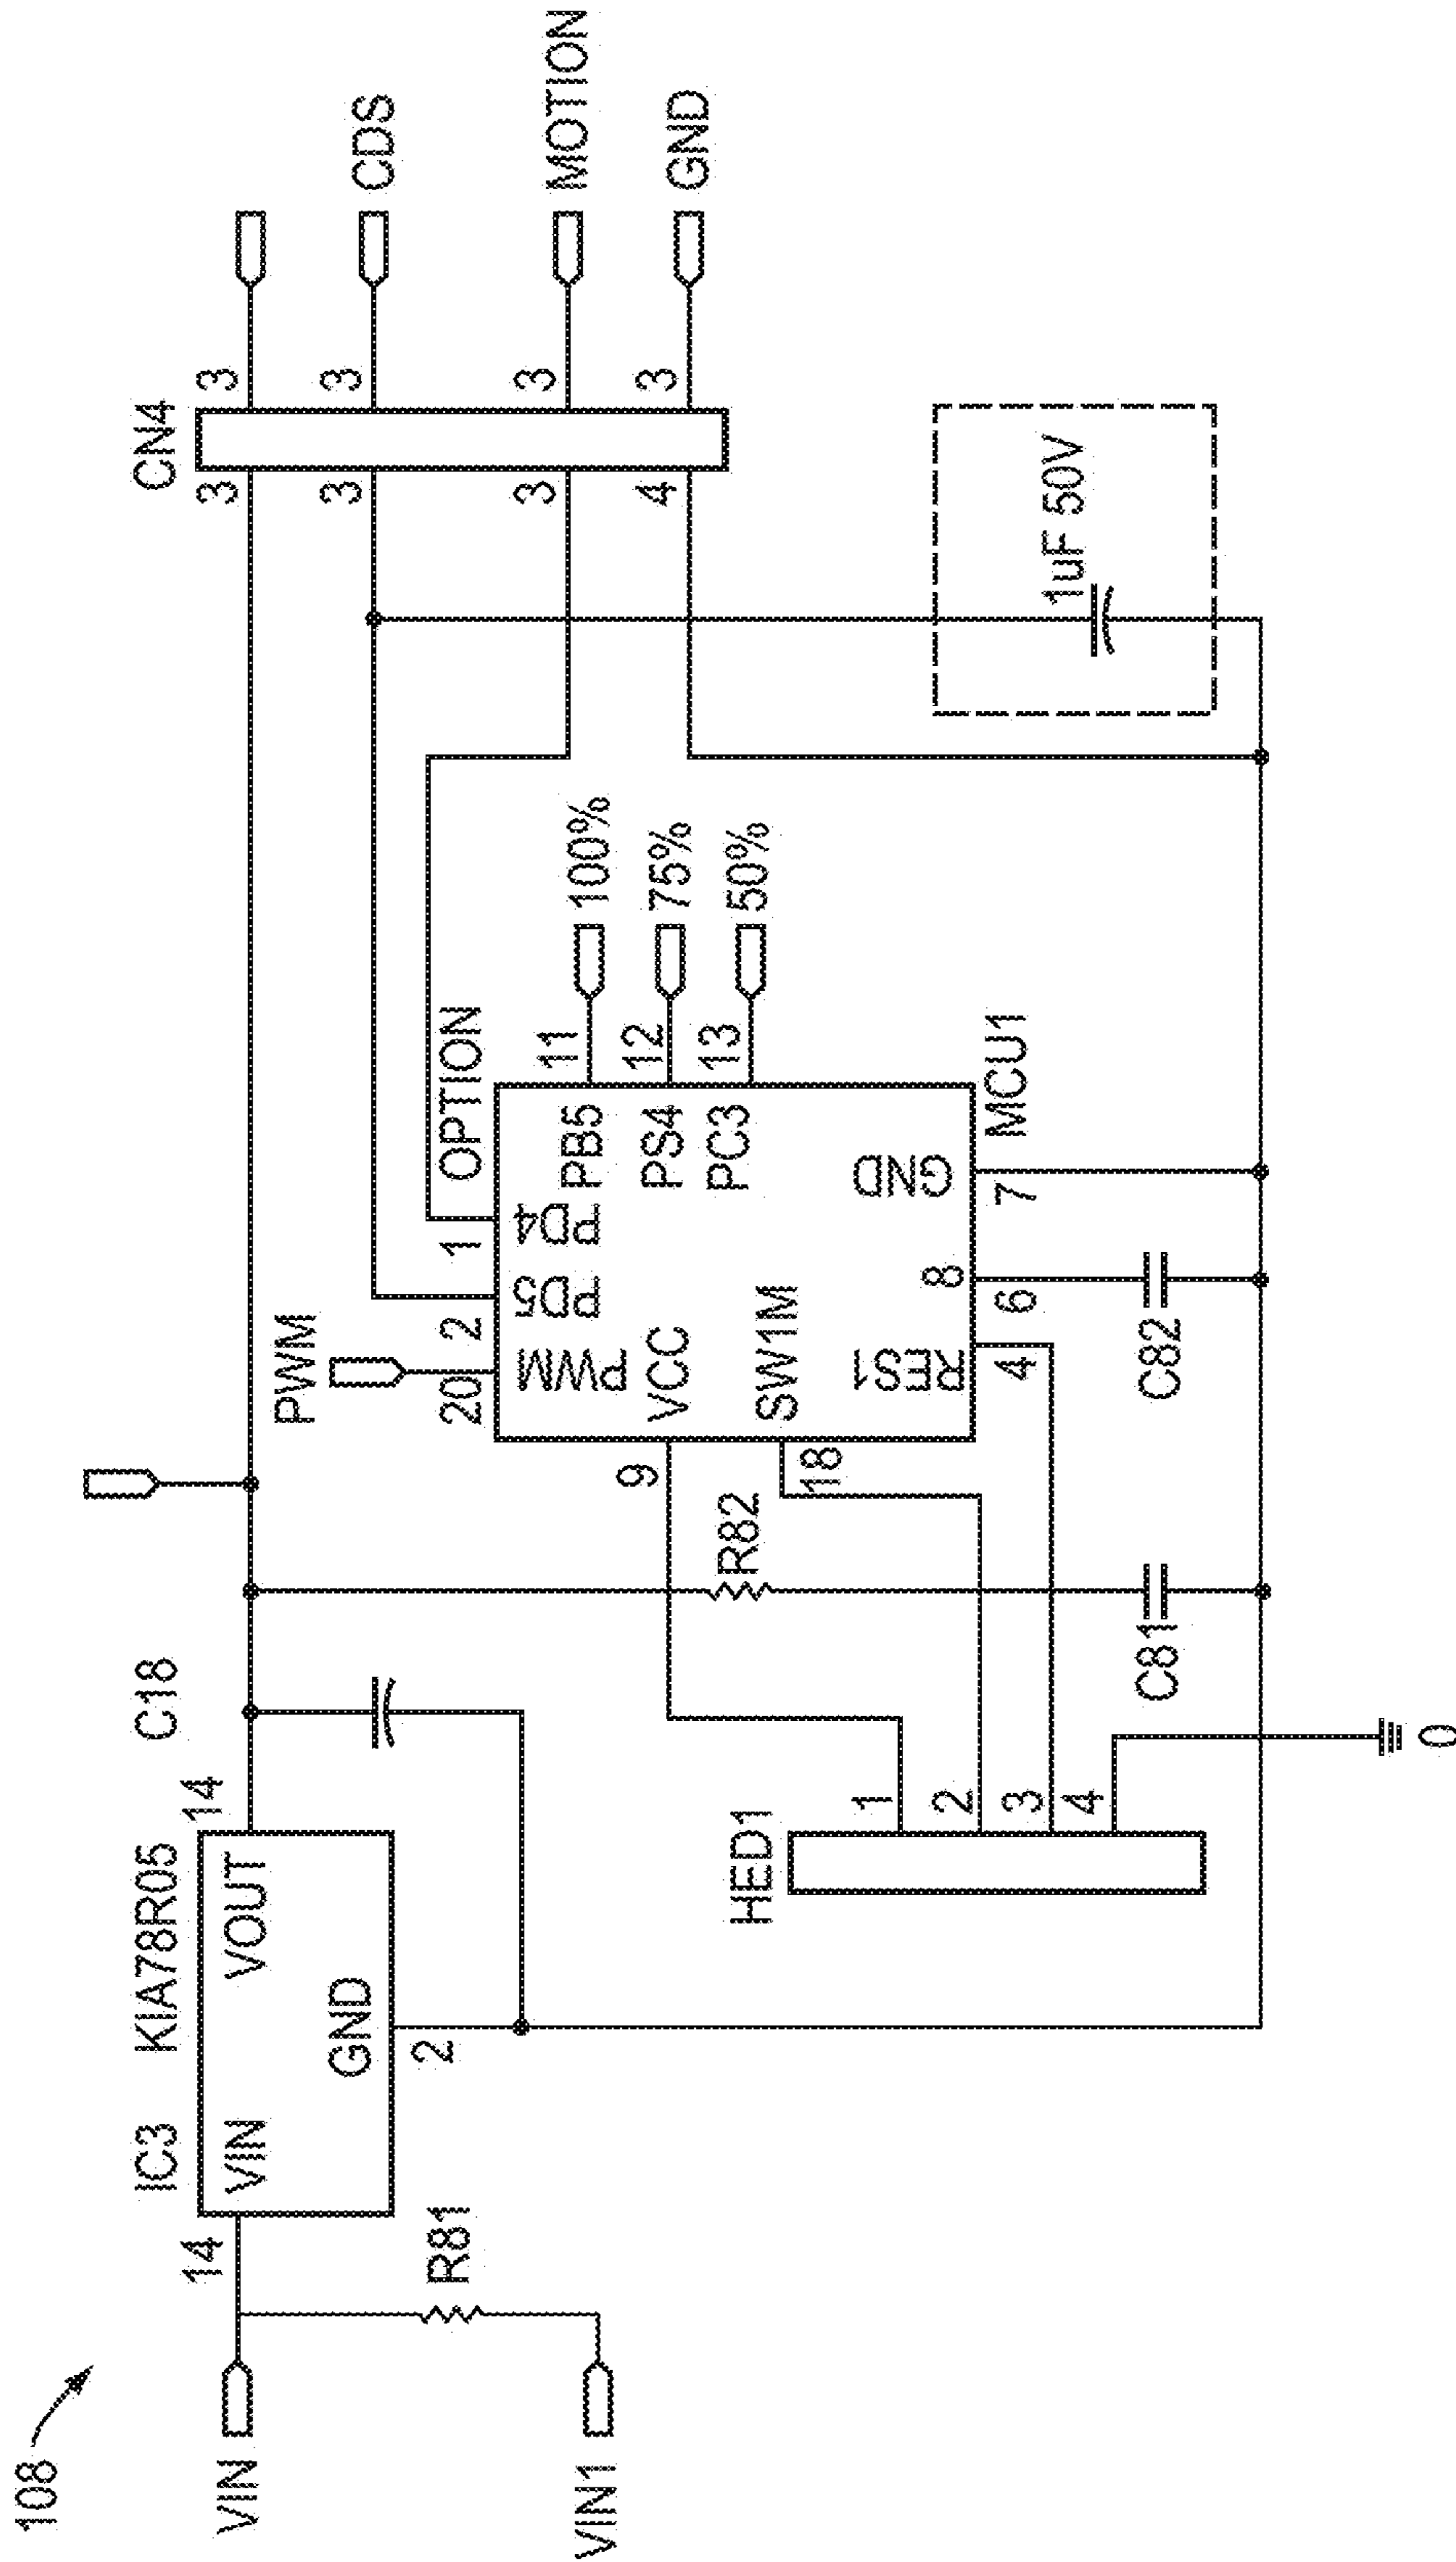 108
VIN
14
IC3
KIA78R05
VIN
VOUT
GND
14
2
C18
R81
VIN1
PWM
CN4
3
3
3
3
CDS
3
3
MOTION
4
3
GND
OPTION
20
2
1
PWM
PD5
PD4
PB5
11
100%
PS4
12
75%
PC3
13
50%
VCC
9
SW1M
18
RES1
8
GND
4
6
7
MCU1
R82
HED1
1
2
3
4
C81
C82
1uF 50V
0